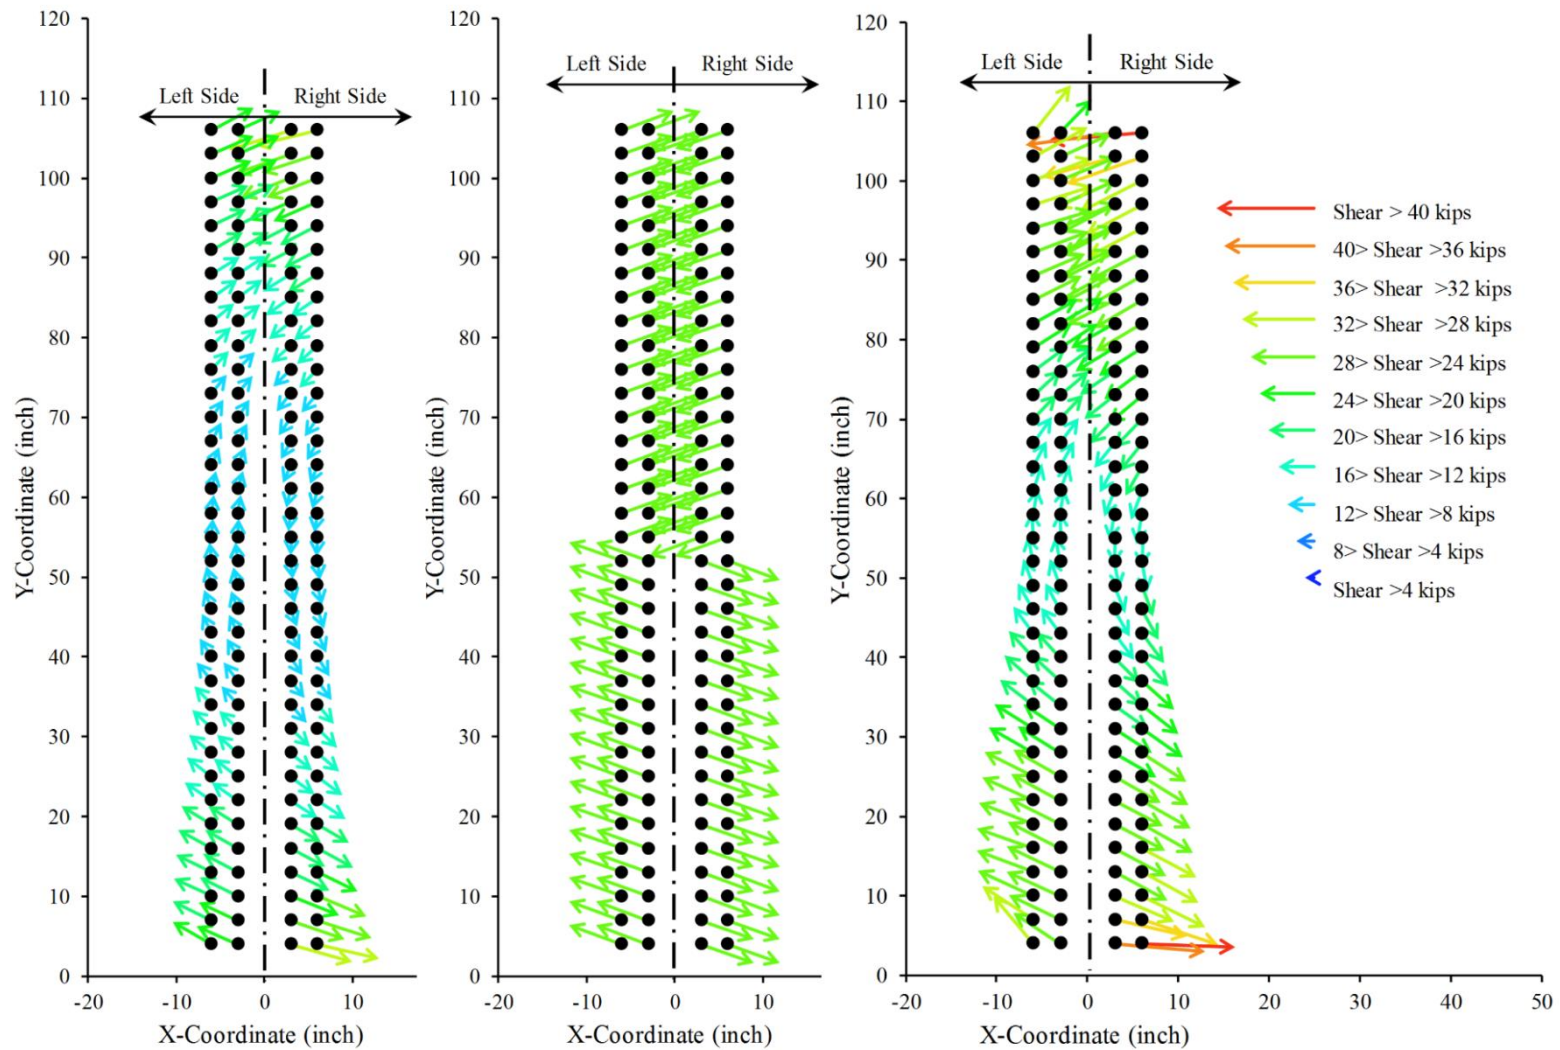 120
110
100
90
80
70
60
50
40
30
20
10
0
-20
-10
0
10
Y-Coordinate (inch)
X-Coordinate (inch)
Left Side
Right Side
120
110
100
90
80
70
60
50
40
30
20
10
0
-20
-10
0
10
Y-Coordinate (inch)
X-Coordinate (inch)
Left Side
Right Side
120
110
100
90
80
70
60
50
40
30
20
10
0
-20
-10
0
10
20
30
40
50
Y-Coordinate (inch)
X-Coordinate (inch)
Left Side
Right Side
Shear > 40 kips
40> Shear >36 kips
36> Shear >32 kips
32> Shear >28 kips
28> Shear >24 kips
24> Shear >20 kips
20> Shear >16 kips
16> Shear >12 kips
12> Shear >8 kips
8> Shear >4 kips
Shear >4 kips